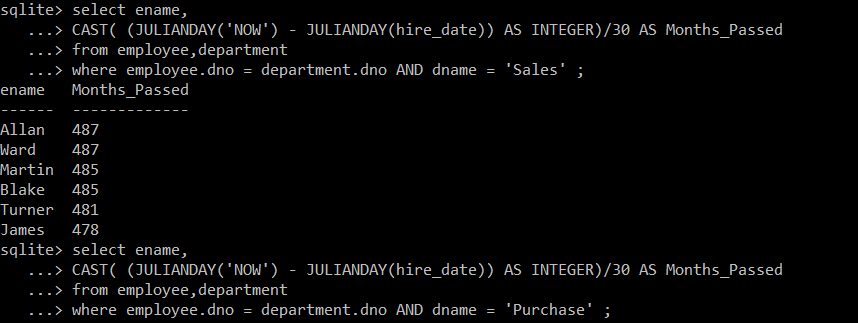 sqlite> select ename,
   ...> CAST( (JULIANDAY('NOW') - JULIANDAY(hire_date)) AS INTEGER)/30 AS Months_Passed
   ...> from employee,department
   ...> where employee.dno = department.dno AND dname = 'Sales' ;
ename   Months_Passed
------  -------------
Allan   487
Ward    487
Martin  485
Blake   485
Turner  481
James   478
sqlite> select ename,
   ...> CAST( (JULIANDAY('NOW') - JULIANDAY(hire_date)) AS INTEGER)/30 AS Months_Passed
   ...> from employee,department
   ...> where employee.dno = department.dno AND dname = 'Purchase' ;